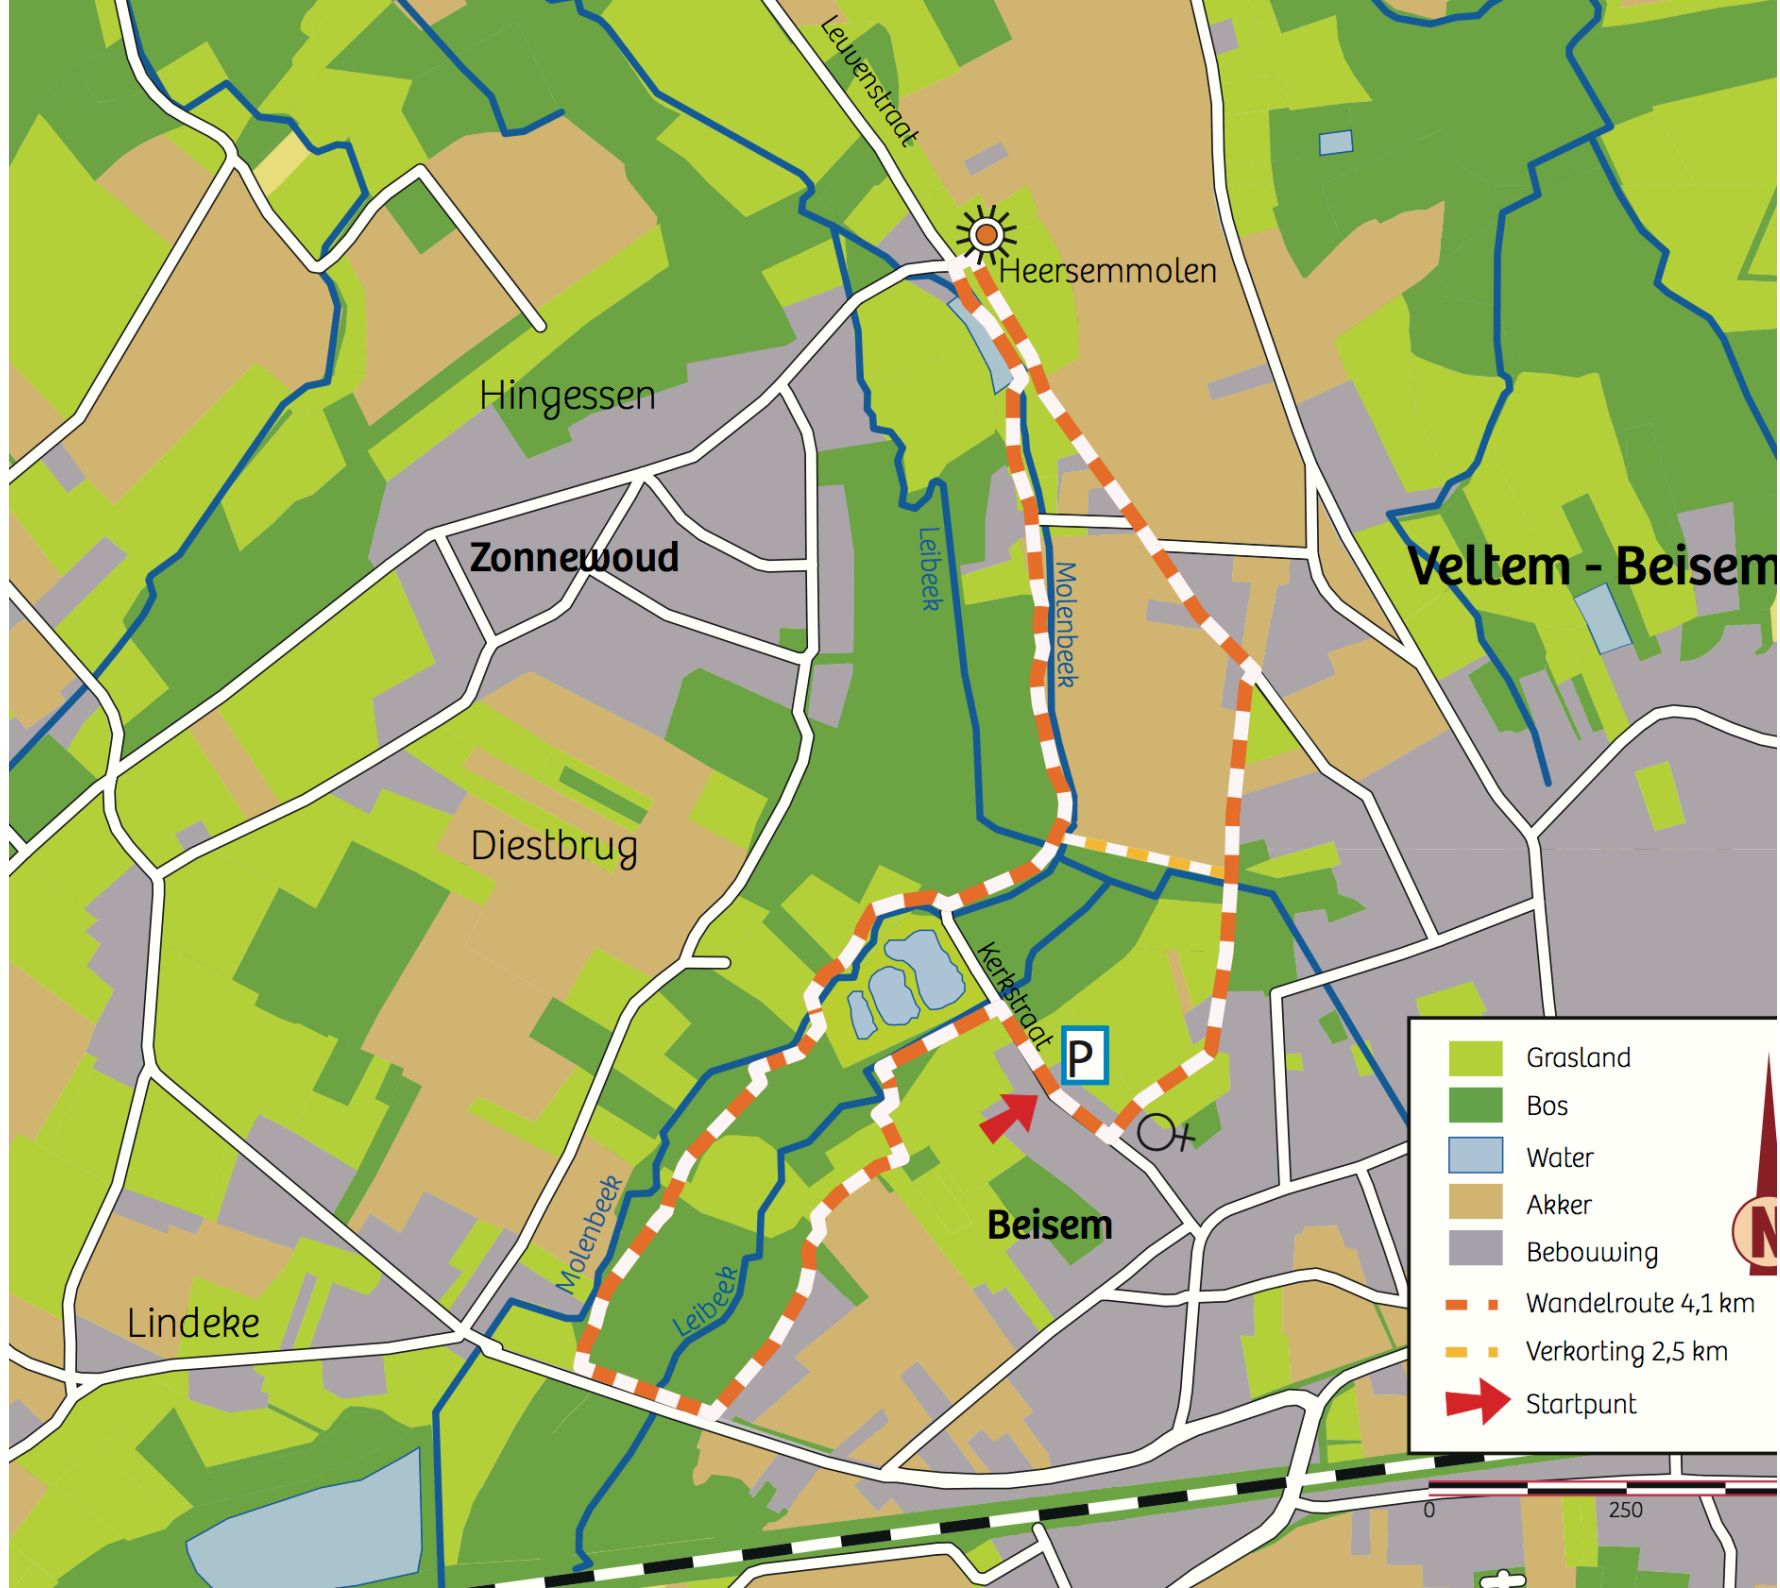 Leuvenstraat
Heersemmolen
Hingessen
Zonnewoud
Leibeek
Molenbeek
Veltem - Beisem
Diestbrug
Kerkstraat
P
Beisem
Molenbeek
Leibeek
Lindeke
Grasland
Bos
Water
Akker
Bebouwing
Wandelroute 4,1 km
Verkorting 2,5 km
Startpunt
N
0
250